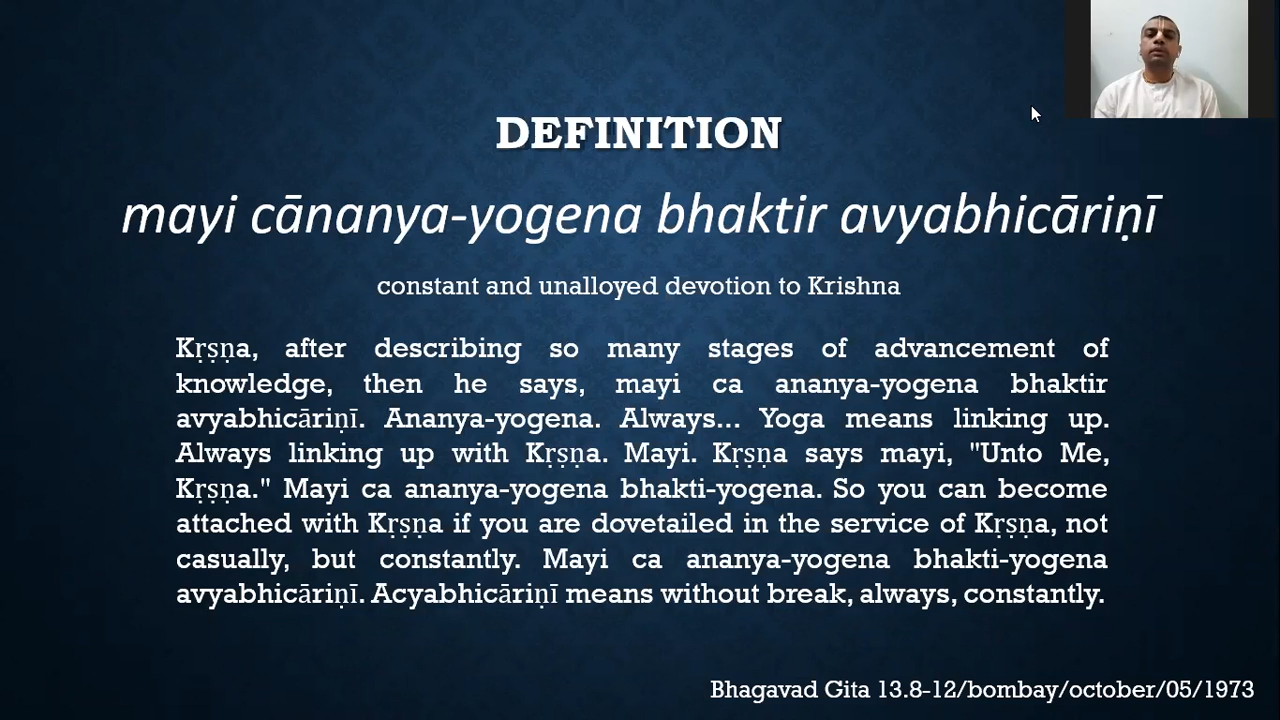 DEFINITION
mayi cānanya-yogena bhaktir avyabhicāriṇī
constant and unalloyed devotion to Krishna
Kṛṣṇa, after describing so many stages of advancement of
knowledge, then he says, mayi ca ananya-yogena bhaktir
avyabhicāriṇī. Ananya-yogena. Always... Yoga means linking up.
Always linking up with Kṛṣṇa. Mayi. Kṛṣṇa says mayi, "Unto Me,
Kṛṣṇa." Mayi ca ananya-yogena bhakti-yogena. So you can become
attached with Kṛṣṇa if you are dovetailed in the service of Kṛṣṇa, not
casually, but constantly. Mayi ca ananya-yogena bhakti-yogena
avyabhicāriṇī. Acyabhicāriṇī means without break, always, constantly.
Bhagavad Gita 13.8-12/bombay/october/05/1973